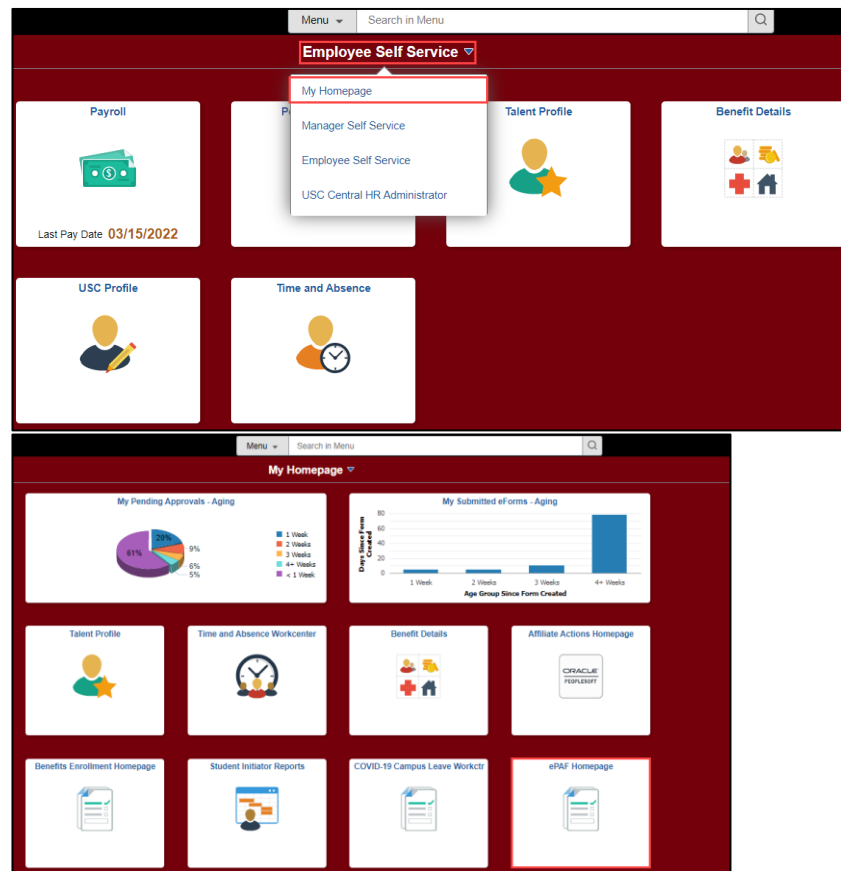 Menu
Search in Menu
Employee Self Service
My Homepage
Manager Self Service
Employee Self Service
USC Central HR Administrator
Payroll
Talent Profile
Benefit Details
Last Pay Date 03/15/2022
USC Profile
Time and Absence
Menu
Search in Menu
My Homepage
My Pending Approvals - Aging
20%
61%
9%
6%
5%
1 Week
2 Weeks
3 Weeks
4+ Weeks
< 1 Week
My Submitted eForms - Aging
Days Since Form
Created
80
60
40
20
0
1 Week 2 Weeks 3 Weeks 4+ Weeks
Age Group Since Form Created
Talent Profile
Time and Absence Workcenter
Benefit Details
Affiliate Actions Homepage
ORACLE'
PEOPLESOFT
Benefits Enrollment Homepage
Student Initiator Reports
COVID-19 Campus Leave Workctr
ePAF Homepage